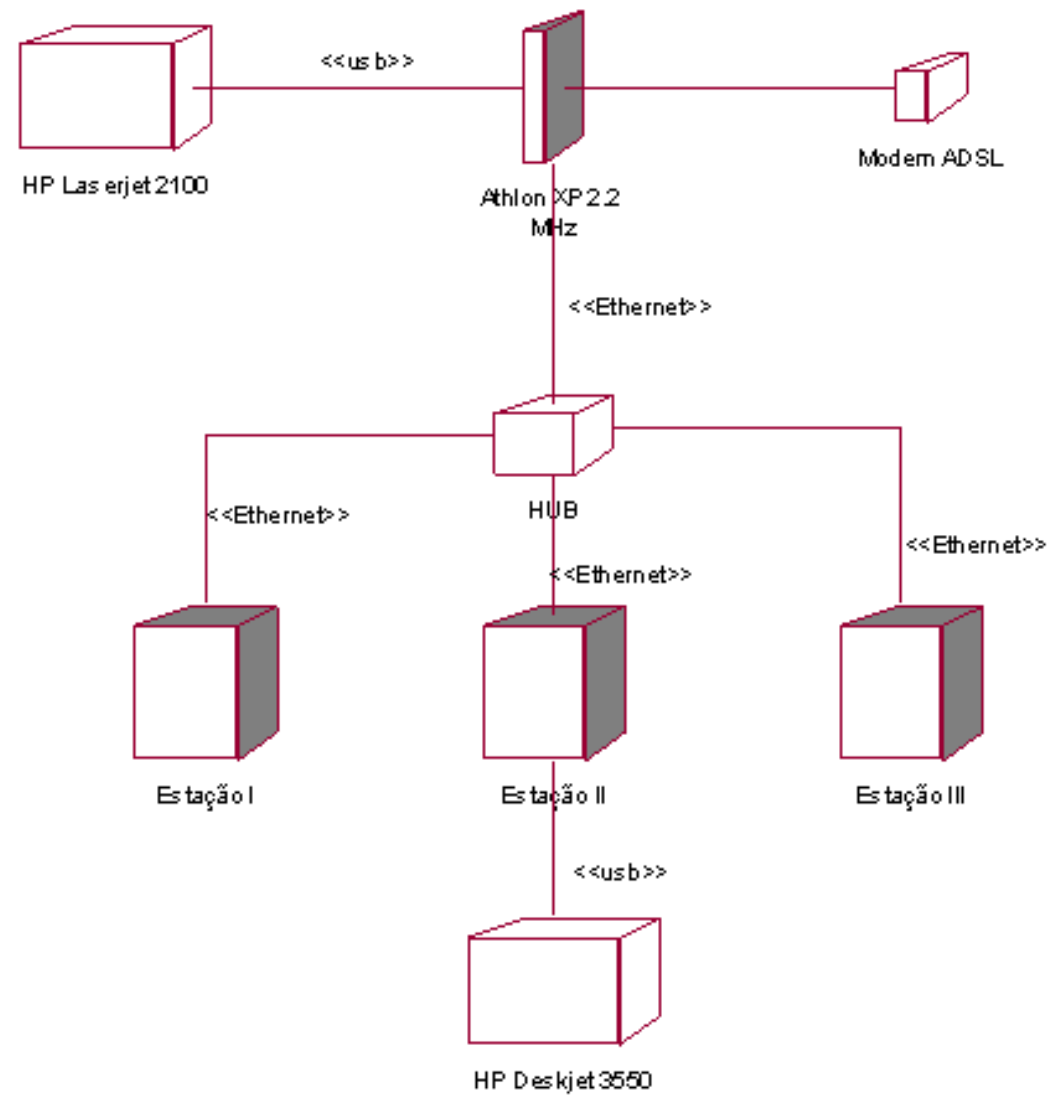 <<usb>>
HP Laserjet 2100
Athlon XP 2.2
MHz
Modem ADSL
<<Ethernet>>
HUB
<<Ethernet>>
<<Ethernet>>
<<Ethernet>>
Estação I
Estação II
Estação III
<<usb>>
HP Deskjet 3550